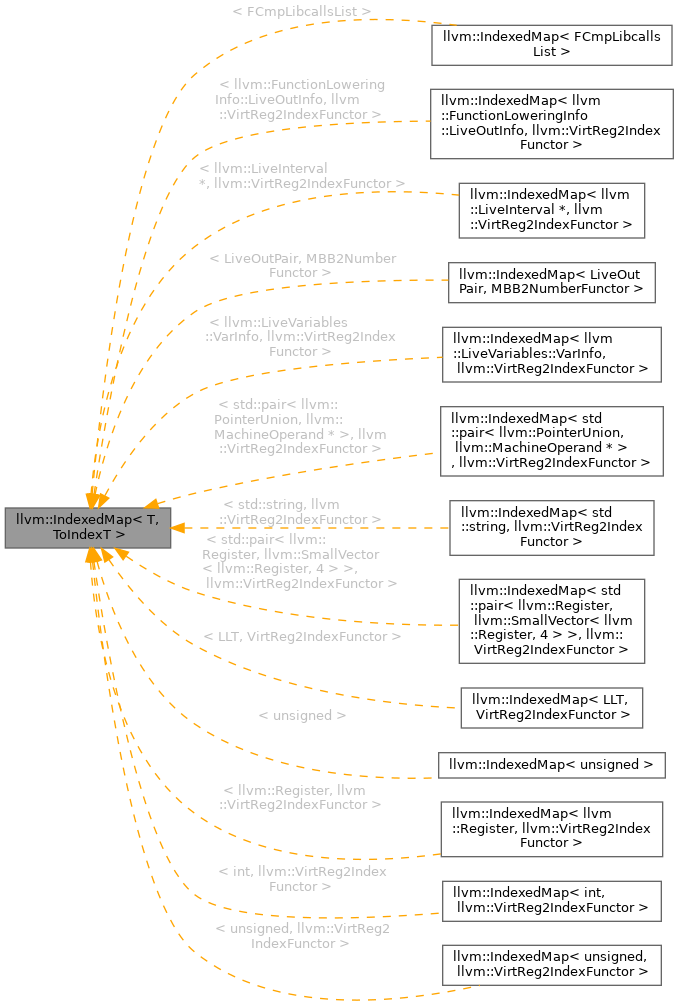 < FCmpLibcallsList >
llvm::IndexedMap< FCmpLibcalls
List >
< llvm::FunctionLowering
Info::LiveOutInfo, llvm
::VirtReg2IndexFunctor >
llvm::IndexedMap< llvm
::FunctionLoweringInfo
::LiveOutInfo, llvm::VirtReg2Index
Functor >
< llvm::LiveInterval
*, llvm::VirtReg2IndexFunctor >
llvm::IndexedMap< llvm
::LiveInterval *, llvm
::VirtReg2IndexFunctor >
< LiveOutPair, MBB2Number
Functor >
llvm::IndexedMap< LiveOut
Pair, MBB2NumberFunctor >
< llvm::LiveVariables
::VarInfo, llvm::VirtReg2Index
Functor >
llvm::IndexedMap< llvm
::LiveVariables::VarInfo,
llvm::VirtReg2IndexFunctor >
< std::pair< llvm::
PointerUnion, llvm::
MachineOperand * >, llvm
::VirtReg2IndexFunctor >
llvm::IndexedMap< std
::pair< llvm::PointerUnion,
llvm::MachineOperand * >
, llvm::VirtReg2IndexFunctor >
llvm::IndexedMap< T,
ToIndexT >
< std::string, llvm
::VirtReg2IndexFunctor >
llvm::IndexedMap< std
::string, llvm::VirtReg2Index
Functor >
< std::pair< llvm::
Register, llvm::SmallVector
< llvm::Register, 4 > >,
llvm::VirtReg2IndexFunctor >
llvm::IndexedMap< std
::pair< llvm::Register,
llvm::SmallVector< llvm
::Register, 4 > >, llvm::
VirtReg2IndexFunctor >
< LLT, VirtReg2IndexFunctor >
llvm::IndexedMap< LLT,
VirtReg2IndexFunctor >
< unsigned >
llvm::IndexedMap< unsigned >
< llvm::Register, llvm
::VirtReg2IndexFunctor >
llvm::IndexedMap< llvm
::Register, llvm::VirtReg2Index
Functor >
< int, llvm::VirtReg2Index
Functor >
llvm::IndexedMap< int,
llvm::VirtReg2IndexFunctor >
< unsigned, llvm::VirtReg2
IndexFunctor >
llvm::IndexedMap< unsigned,
llvm::VirtReg2IndexFunctor >